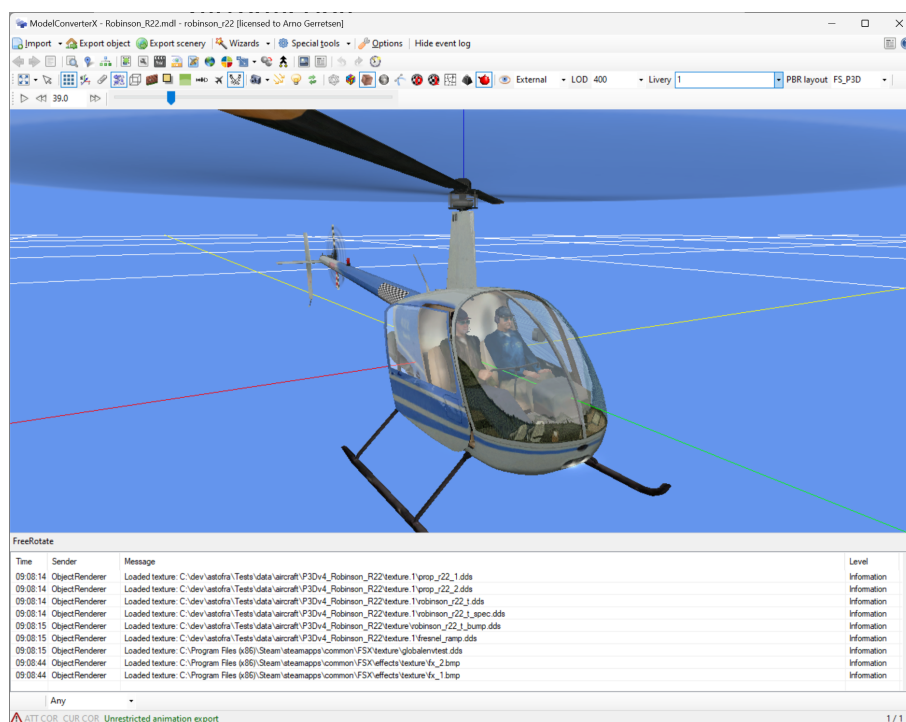 ModelConverterX - Robinson_R22.mdl - robinson_r22 [licensed to Arno Gerretsen]
Import Export object Export scenery Wizards Special tools Options Hide event log
External LOD 400 Livery 1 PBR layout FS_P3D
39.0
FreeRotate
Time Sender Message Level
09:08:14 ObjectRenderer Loaded texture: C:\dev\astofra\Tests\data\aircraft\P3Dv4_Robinson_R22\texture.1\prop_r22_1.dds Information
09:08:14 ObjectRenderer Loaded texture: C:\dev\astofra\Tests\data\aircraft\P3Dv4_Robinson_R22\texture.1\prop_r22_2.dds Information
09:08:14 ObjectRenderer Loaded texture: C:\dev\astofra\Tests\data\aircraft\P3Dv4_Robinson_R22\texture.1\robinson_r22_t.dds Information
09:08:14 ObjectRenderer Loaded texture: C:\dev\astofra\Tests\data\aircraft\P3Dv4_Robinson_R22\texture.1\robinson_r22_t_spec.dds Information
09:08:15 ObjectRenderer Loaded texture: C:\dev\astofra\Tests\data\aircraft\P3Dv4_Robinson_R22\texture\robinson_r22_t_bump.dds Information
09:08:15 ObjectRenderer Loaded texture: C:\dev\astofra\Tests\data\aircraft\P3Dv4_Robinson_R22\texture.1\fresnel_ramp.dds Information
09:08:15 ObjectRenderer Loaded texture: C:\Program Files (x86)\Steam\steamapps\common\FSX\texture\globalenvtest.dds Information
09:08:44 ObjectRenderer Loaded texture: C:\Program Files (x86)\Steam\steamapps\common\FSX\effects\texture\fx_2.bmp Information
09:08:44 ObjectRenderer Loaded texture: C:\Program Files (x86)\Steam\steamapps\common\FSX\effects\texture\fx_1.bmp Information
Any
ATT COR CUR COR Unrestricted animation export 1 / 1